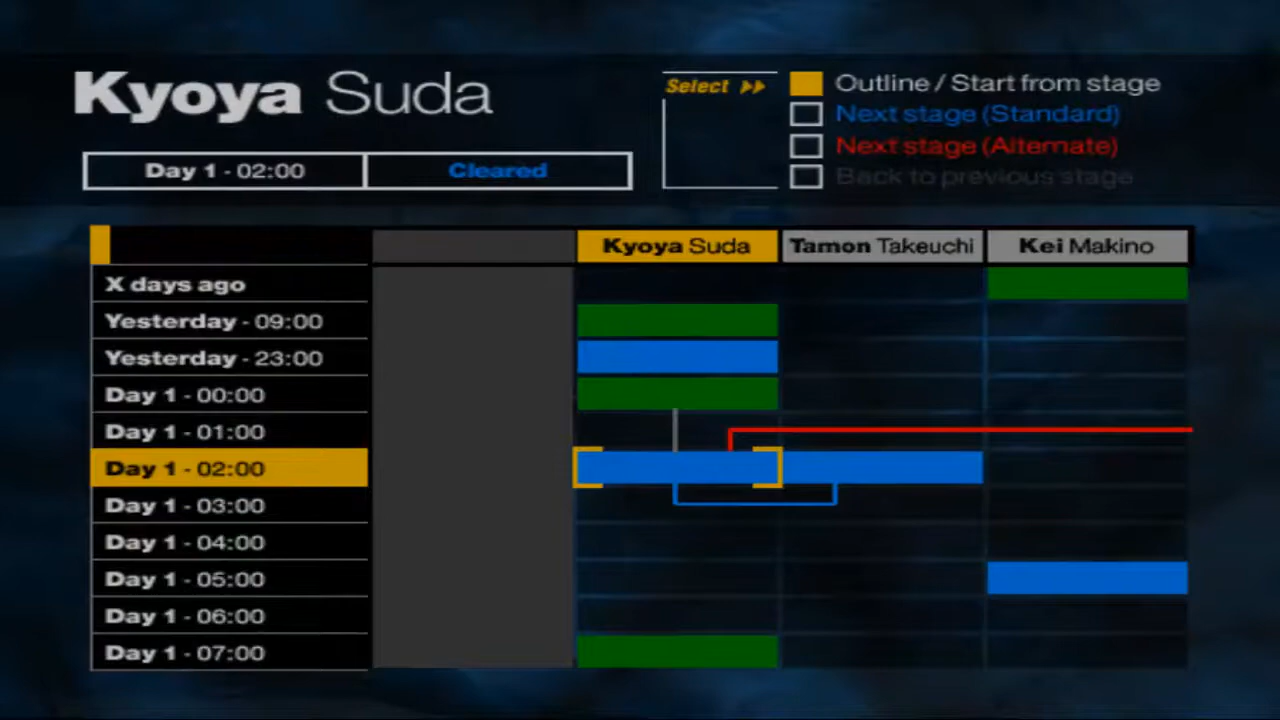 Kyoya Suda
Select
Outline / Start from stage
Next stage (Standard)
Next stage (Alternate)
Back to previous stage
Day 1 - 02:00
Cleared
Kyoya Suda
Tamon Takeuchi
Kei Makino
X days ago
Yesterday - 09:00
Yesterday - 23:00
Day 1 - 00:00
Day 1 - 01:00
Day 1 - 02:00
Day 1 - 03:00
Day 1 - 04:00
Day 1 - 05:00
Day 1 - 06:00
Day 1 - 07:00